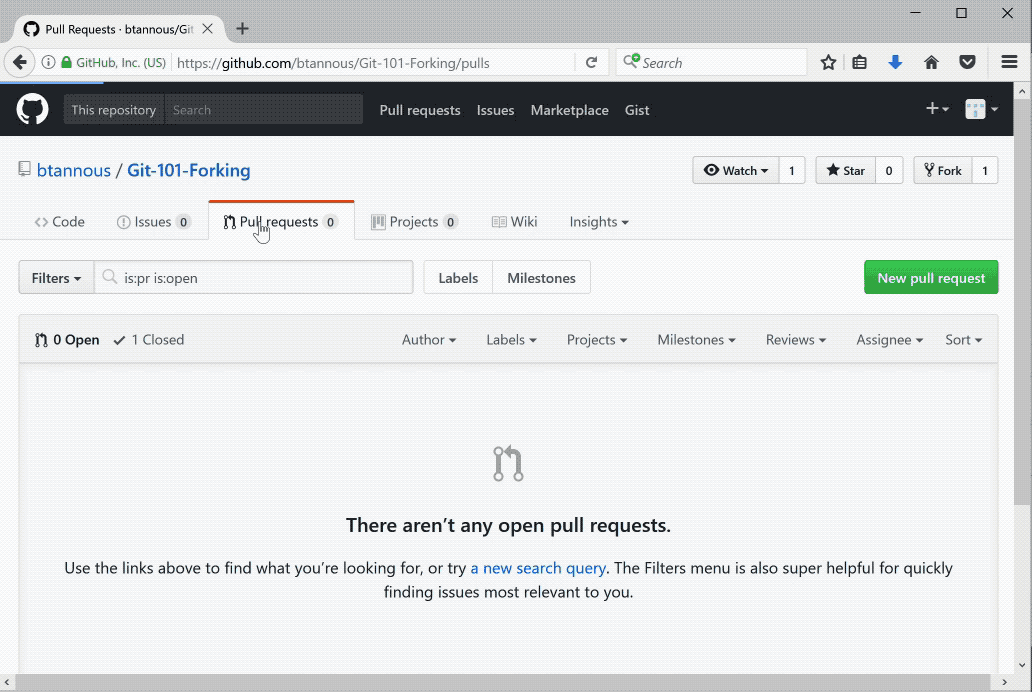 Pull Requests · btannous/Git
GitHub, Inc. (US) https://github.com/btannous/Git-101-Forking/pulls Search
This repository Search Pull requests Issues Marketplace Gist
btannous / Git-101-Forking Watch 1 Star 0 Fork 1
Code Issues 0 Pull requests 0 Projects 0 Wiki Insights
Filters is:pr is:open Labels Milestones New pull request
0 Open 1 Closed Author Labels Projects Milestones Reviews Assignee Sort
There aren’t any open pull requests.
Use the links above to find what you’re looking for, or try a new search query. The Filters menu is also super helpful for quickly
finding issues most relevant to you.